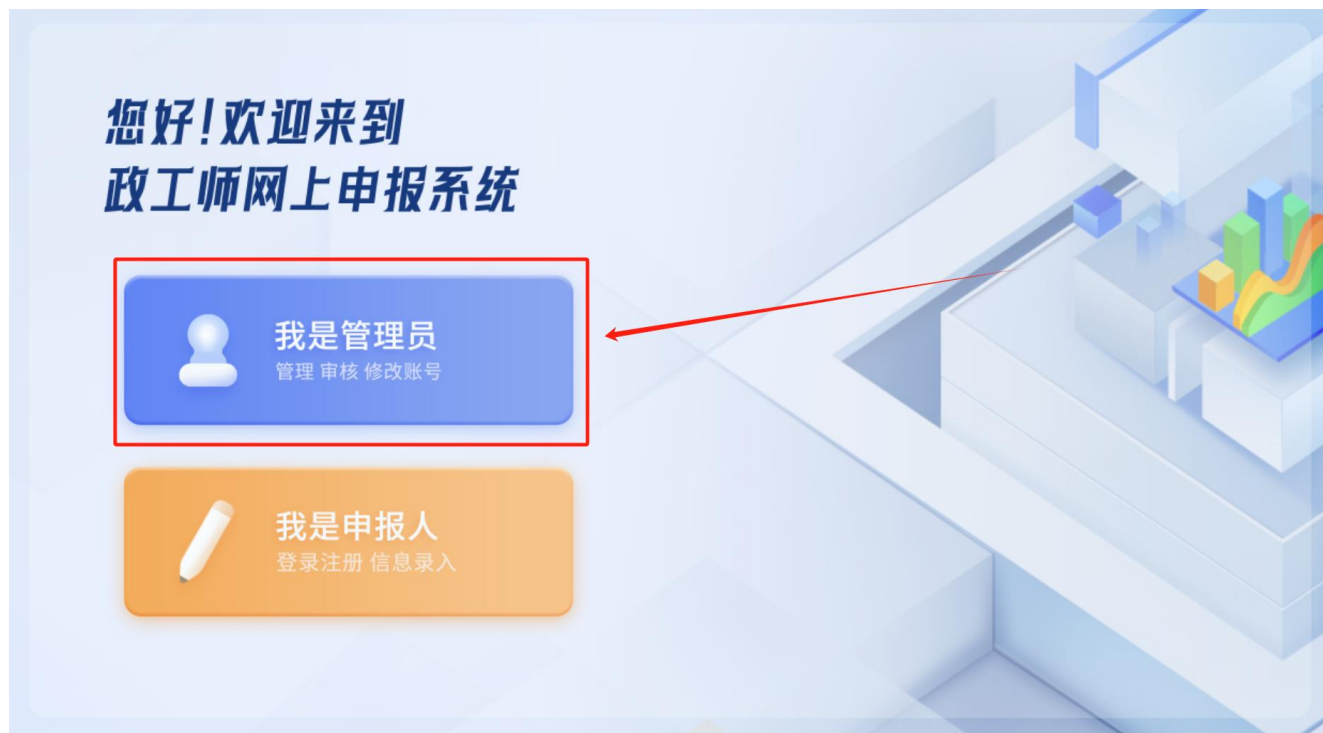 您好!欢迎来到
政工师网上申报系统
我是管理员
管理 审核 修改账号
我是申报人
登录注册 信息录入